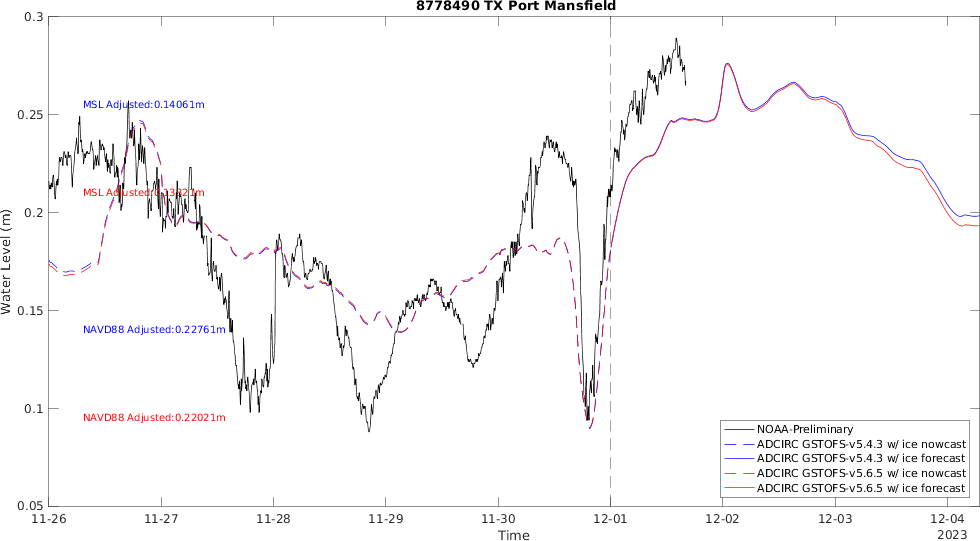 8778490 TX Port Mansfield
0.3
0.25
0.2
0.15
0.1
0.05
Water Level (m)
MSL Adjusted:0.14061m
MSL Adjusted:0.13321m
NAVD88 Adjusted:0.22761m
NAVD88 Adjusted:0.22021m
NOAA-Preliminary
ADCIRC GSTOFS-v5.4.3 w/ ice nowcast
ADCIRC GSTOFS-v5.4.3 w/ ice forecast
ADCIRC GSTOFS-v5.6.5 w/ ice nowcast
ADCIRC GSTOFS-v5.6.5 w/ ice forecast
11-26 11-27 11-28 11-29 11-30 12-01 12-02 12-03 12-04
Time
2023